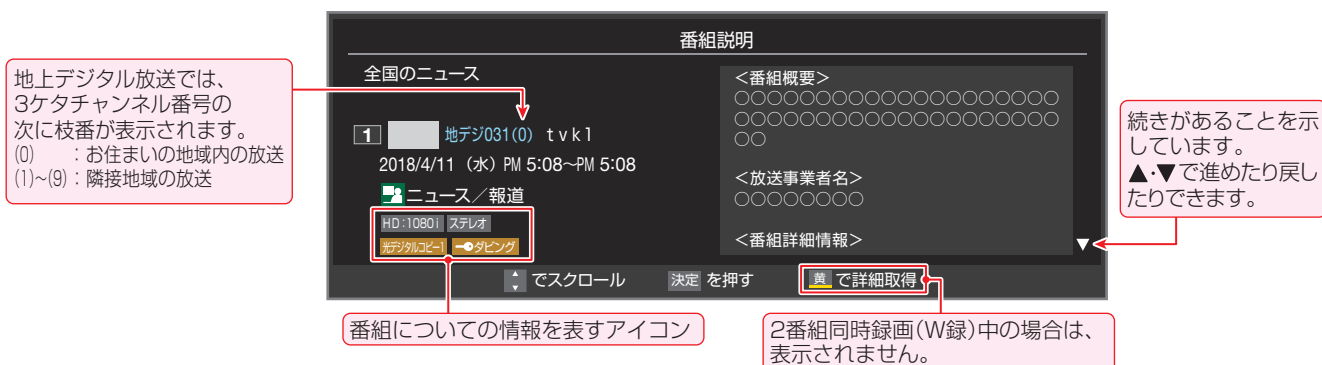 番組説明
地上デジタル放送では、
3ケタチャンネル番号の
次に枝番が表示されます。
(0) ：お住まいの地域内の放送
(1)~(9)：隣接地域の放送
全国のニュース
1 地デジ031(0) tvk1
2018/4/11 (水) PM 5:08~PM 5:08
ニュース／報道
HD:1080i ステレオ
光デジタルコピー1 ダビング
<番組概要>
○○○○○○○○○○○○○○○○○○○○
○○○○○○○○○○○○○○○○○○○○
○○
<放送事業者名>
○○○○○○○○
<番組詳細情報>
▼
続きがあることを示
しています。
▲・▼で進めたり戻し
たりできます。
でスクロール 決定 を押す 黄 で詳細取得
番組についての情報を表すアイコン
2番組同時録画(W録)中の場合は、
表示されません。